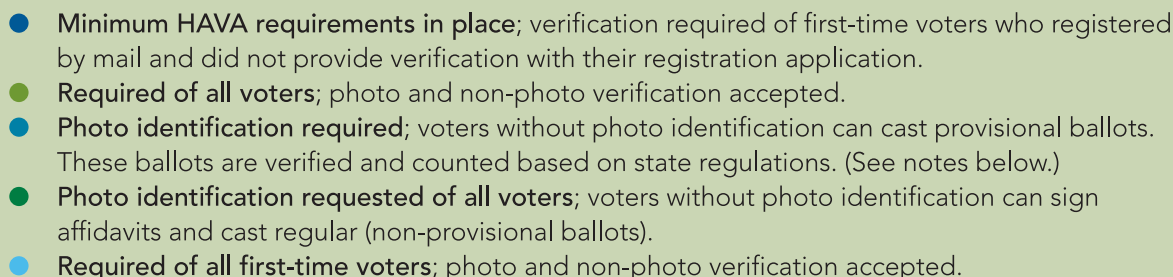 Minimum HAVA requirements in place; verification required of first-time voters who registered
by mail and did not provide verification with their registration application.
Required of all voters; photo and non-photo verification accepted.
Photo identification required; voters without photo identification can cast provisional ballots.
These ballots are verified and counted based on state regulations. (See notes below.)
Photo identification requested of all voters; voters without photo identification can sign
affidavits and cast regular (non-provisional ballots).
Required of all first-time voters; photo and non-photo verification accepted.